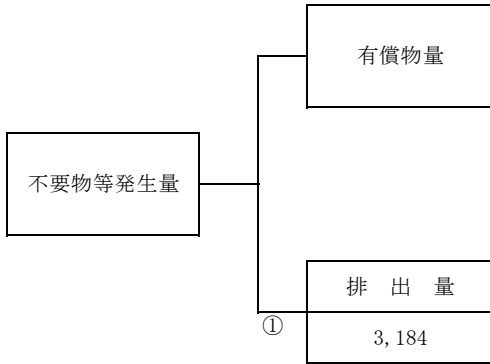 有償物量
不要物等発生量
排　出　量
①
3,184